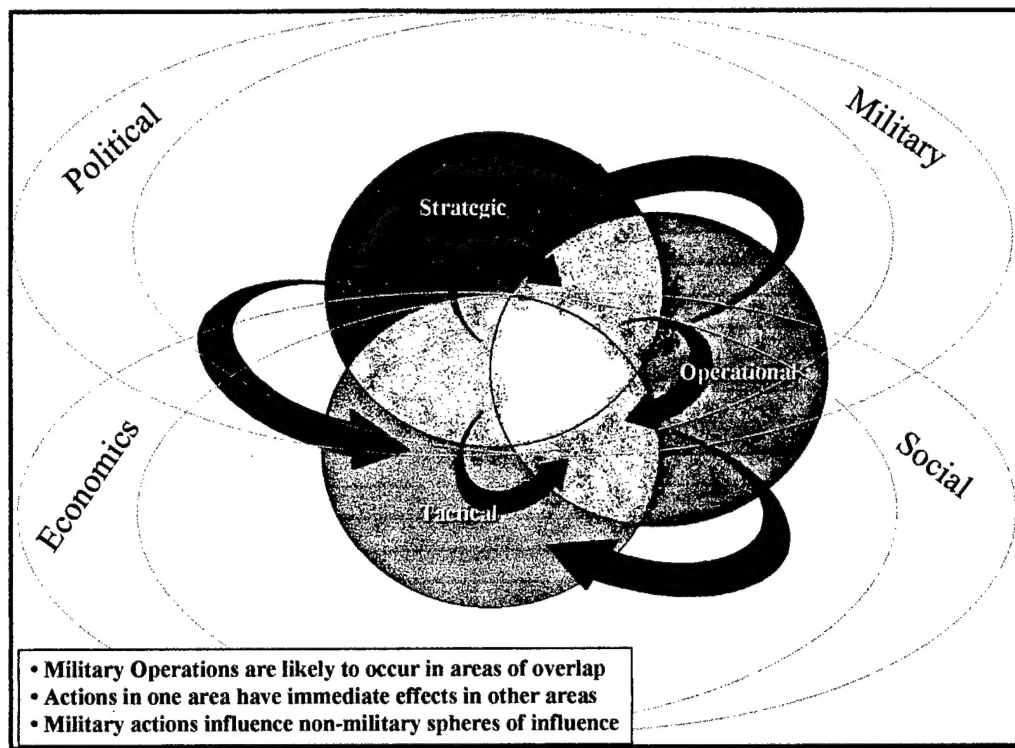 Political
Military
Strategic
Operational
Economics
Social
Tactical
• Military Operations are likely to occur in areas of overlap
• Actions in one area have immediate effects in other areas
• Military actions influence non-military spheres of influence